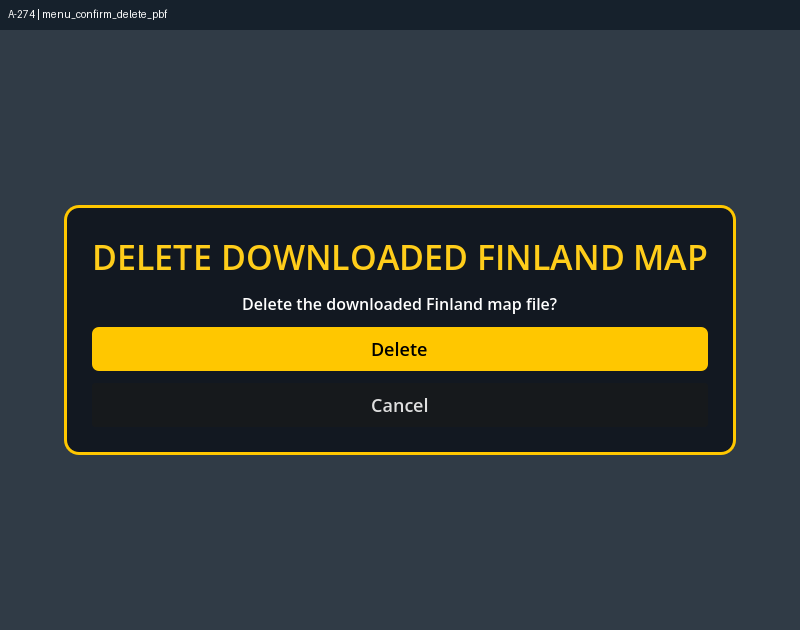 A-274 | menu_confirm_delete_pbf
DELETE DOWNLOADED FINLAND MAP
Delete the downloaded Finland map file?
Delete
Cancel